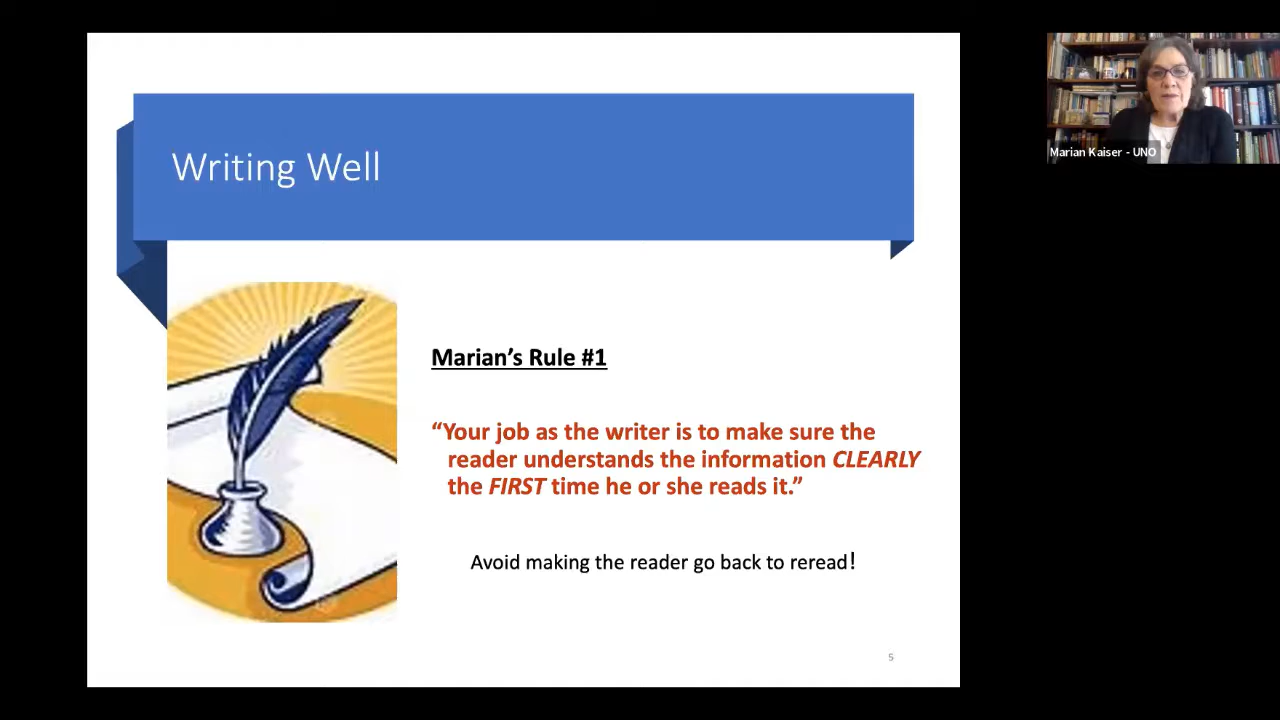 Writing Well
Marian’s Rule #1
“Your job as the writer is to make sure the
reader understands the information CLEARLY
the FIRST time he or she reads it.”
Avoid making the reader go back to reread!
5
Marian Kaiser - UNO